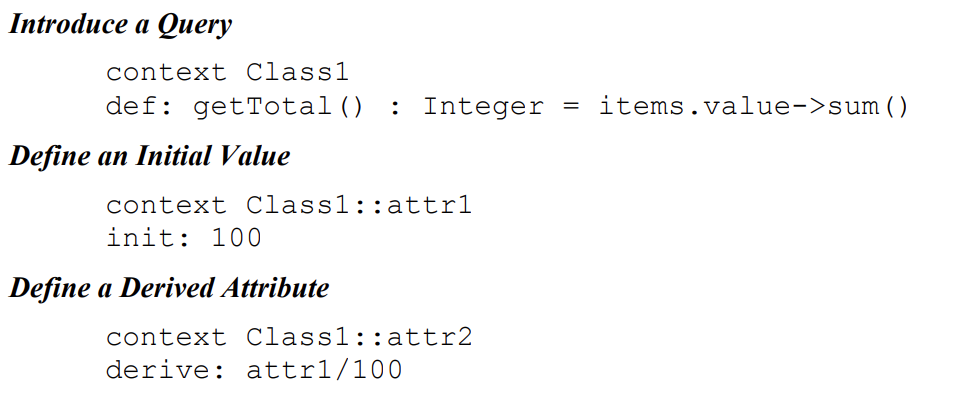 Introduce a Query
context Class1
def: getTotal() : Integer = items.value->sum()
Define an Initial Value
context Class1::attr1
init: 100
Define a Derived Attribute
context Class1::attr2
derive: attr1/100